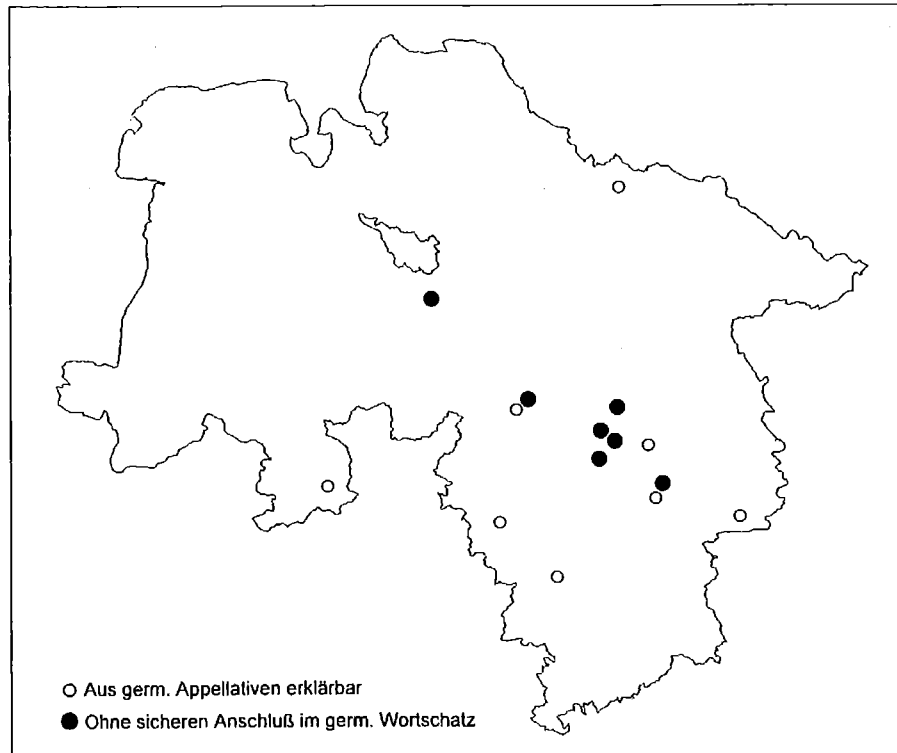 Aus germ. Appellativen erklärbar
Ohne sicheren Anschluß im germ. Wortschatz